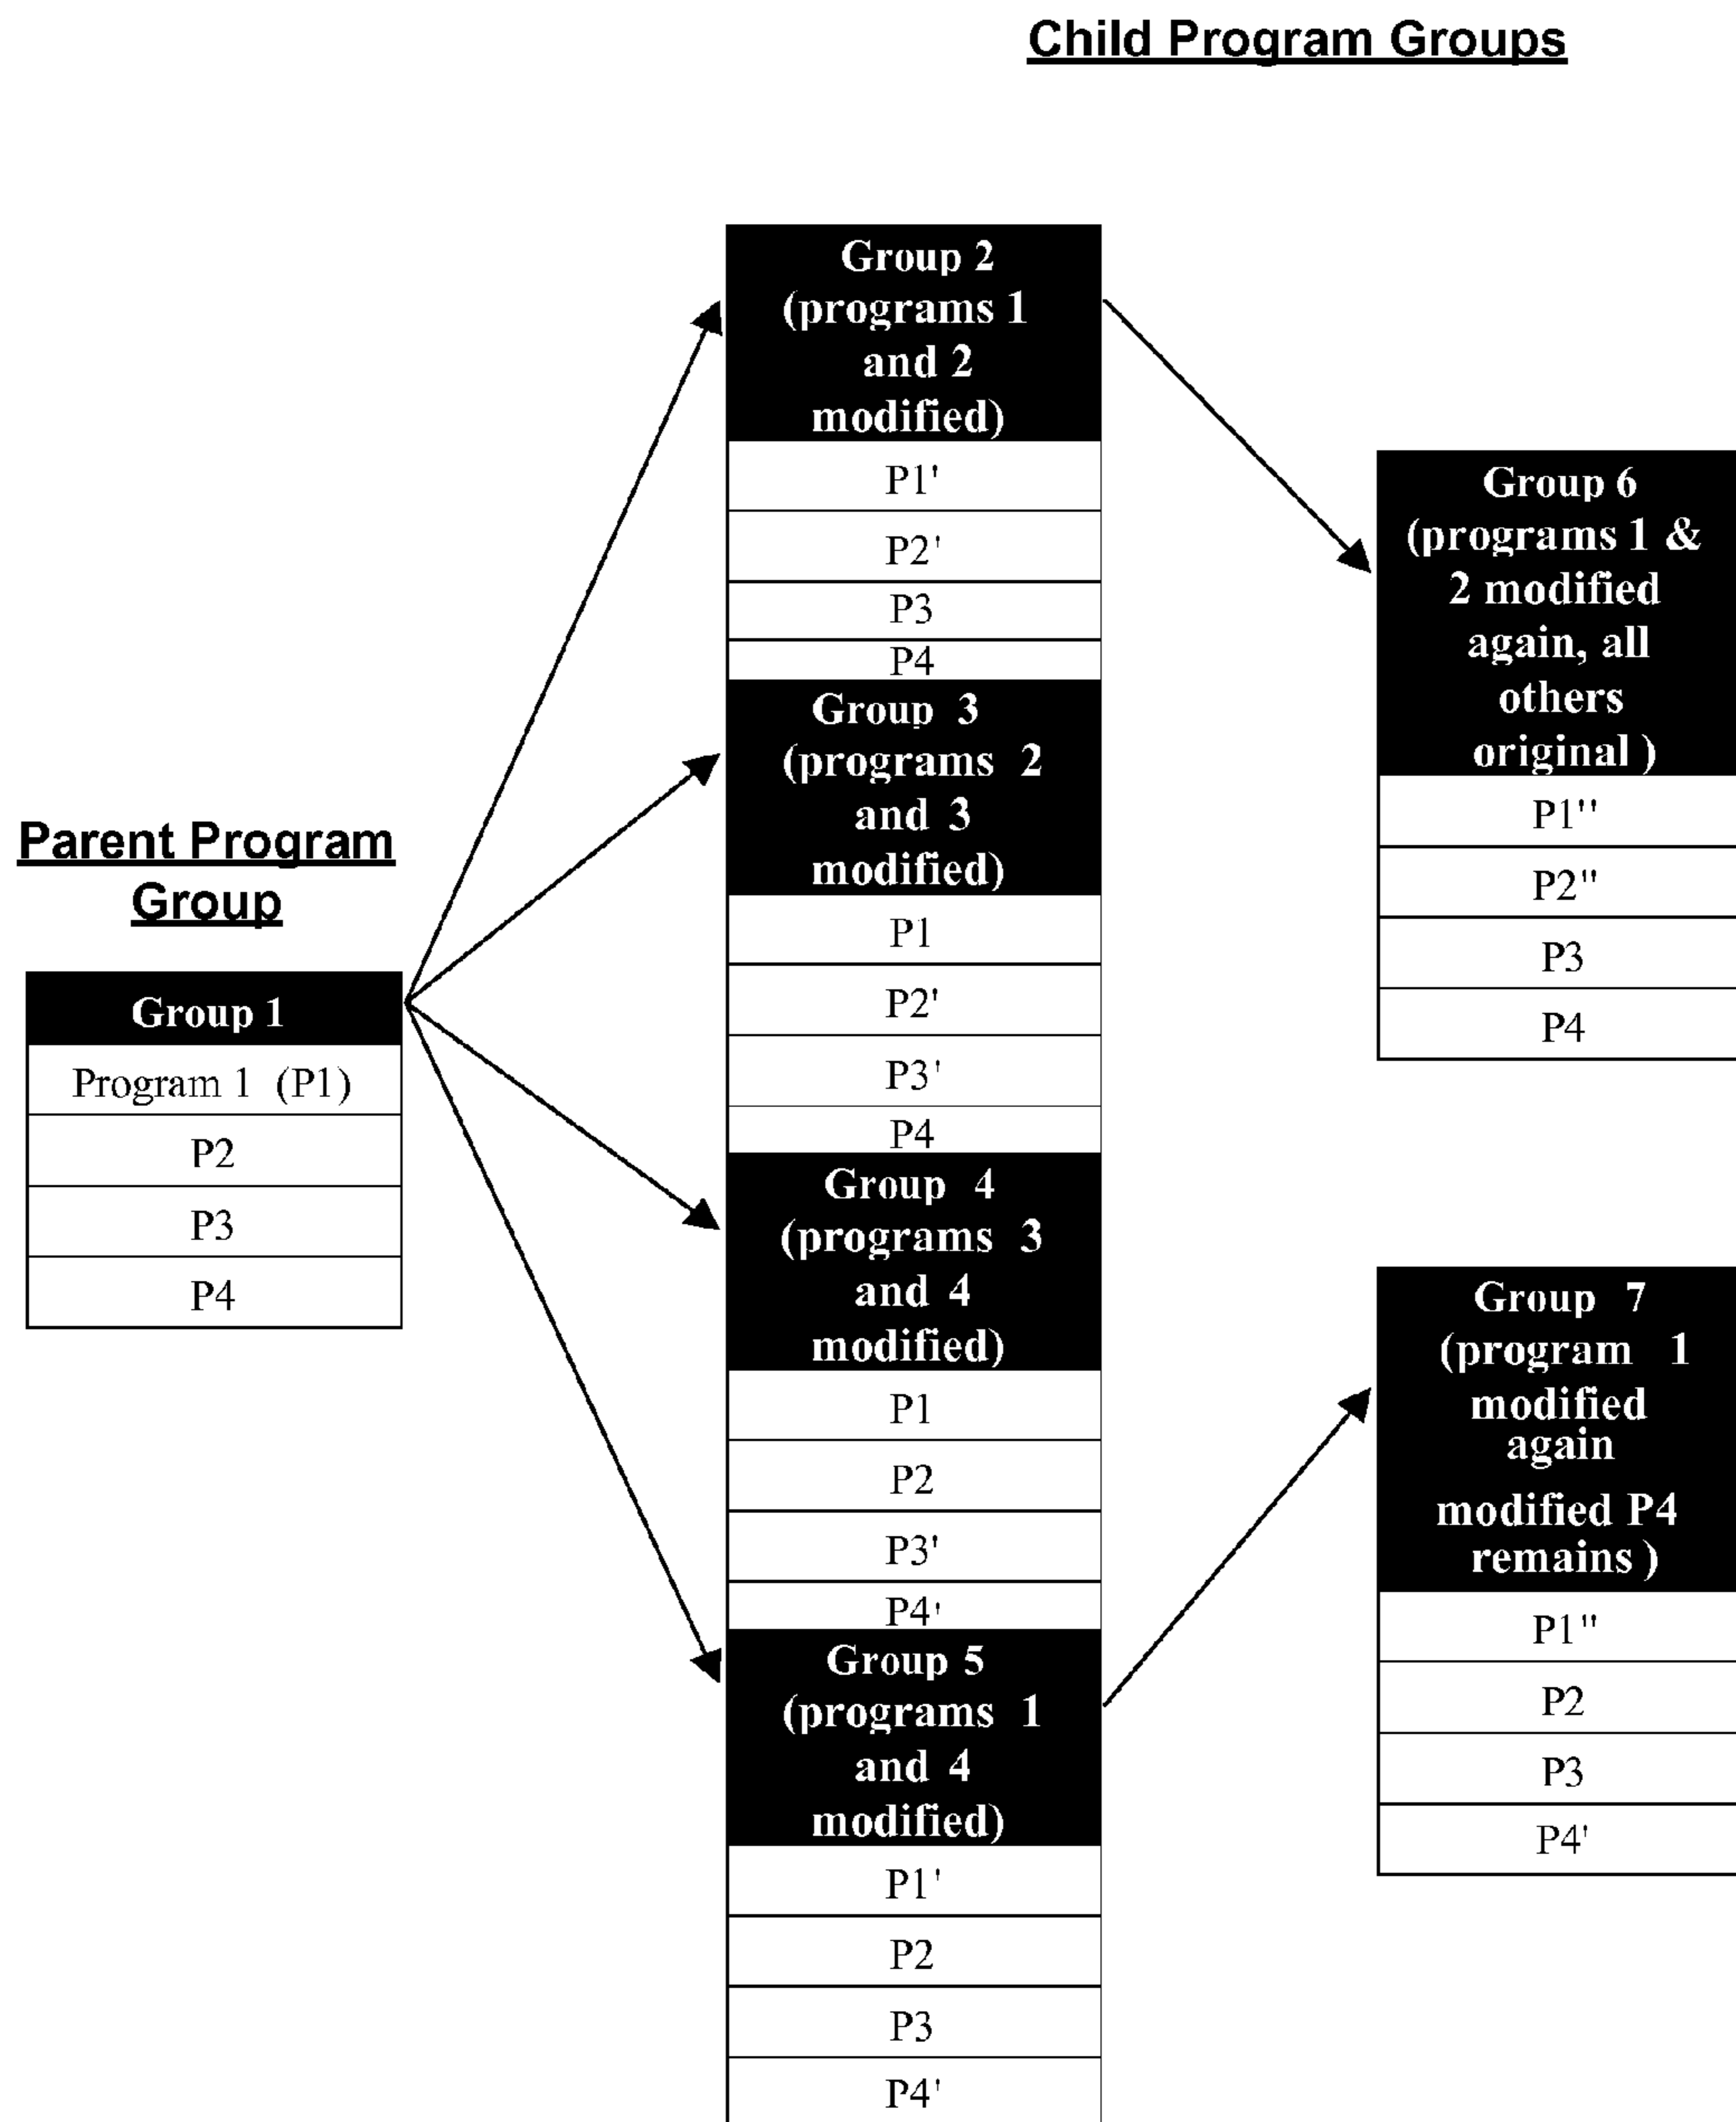 Child Program Groups
Parent Program
Group
Group 1
Program 1 (P1)
P2
P3
P4
Group 2
(programs 1
and 2
modified)
P1'
P2'
P3
P4
Group 3
(programs 2
and 3
modified)
P1
P2'
P3'
P4
Group 4
(programs 3
and 4
modified)
P1
P2
P3'
P4'
Group 5
(programs 1
and 4
modified)
P1'
P2
P3
P4'
Group 6
(programs 1 &
2 modified
again, all
others
original )
P1''
P2"
P3
P4
Group 7
(program 1
modified
again
modified P4
remains )
P1"
P2
P3
P4'